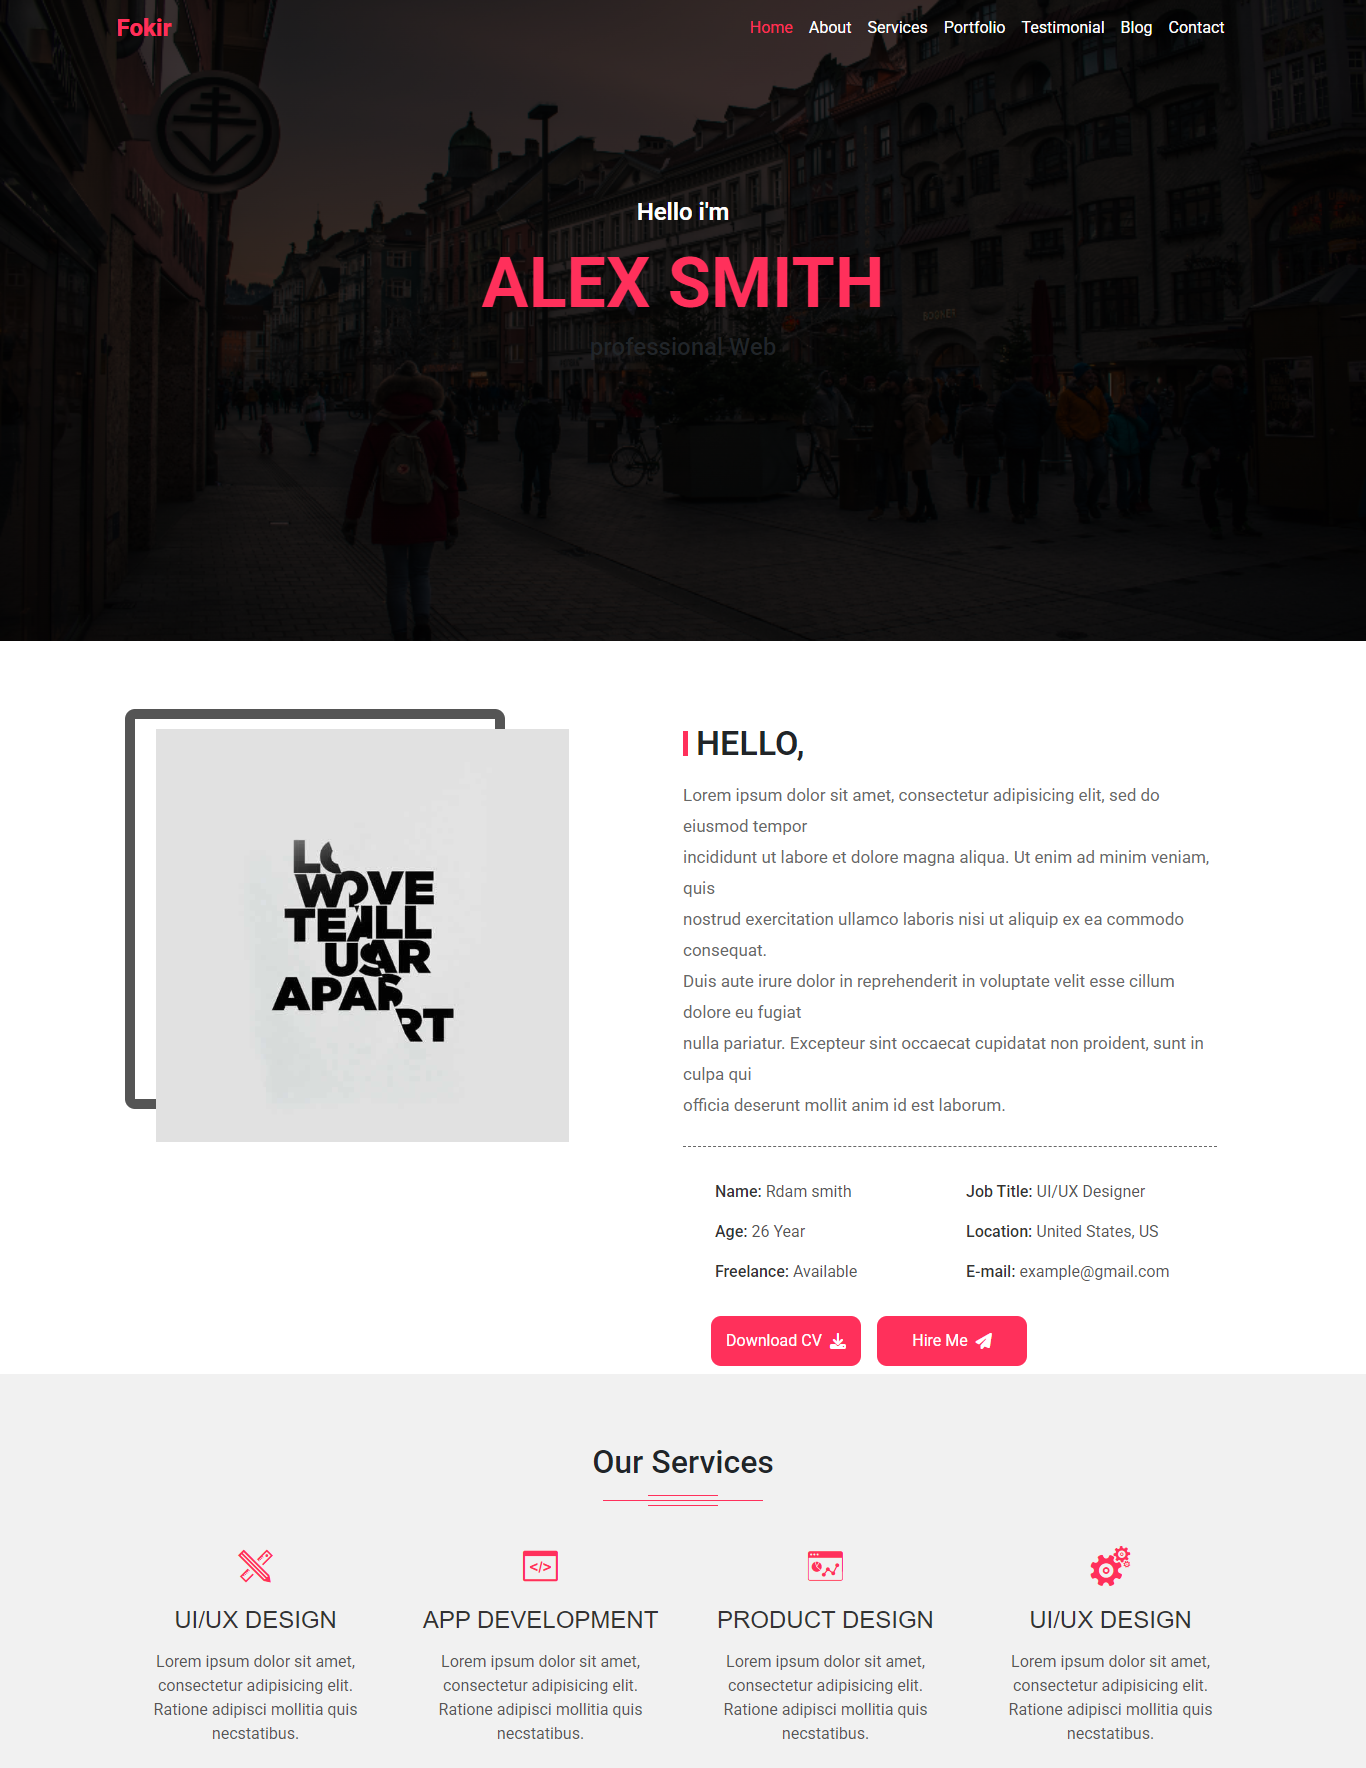 Fokir
Home About Services Portfolio Testimonial Blog Contact
Hello i'm
ALEX SMITH
professional Web
BOOKER
HELLO,
Lorem ipsum dolor sit amet, consectetur adipisicing elit, sed do
eiusmod tempor
incididunt ut labore et dolore magna aliqua. Ut enim ad minim veniam,
quis
nostrud exercitation ullamco laboris nisi ut aliquip ex ea commodo
consequat.
Duis aute irure dolor in reprehenderit in voluptate velit esse cillum
dolore eu fugiat
nulla pariatur. Excepteur sint occaecat cupidatat non proident, sunt in
culpa qui
officia deserunt mollit anim id est laborum.
LO
WOVE
TEALL
USAR
APAS
RT
Name: Rdam smith Job Title: UI/UX Designer
Age: 26 Year Location: United States, US
Freelance: Available E-mail: example@gmail.com
Download CV Hire Me
Our Services
</>
UI/UX DESIGN
Lorem ipsum dolor sit amet,
consectetur adipisicing elit.
Ratione adipisci mollitia quis
necstatibus.
APP DEVELOPMENT
Lorem ipsum dolor sit amet,
consectetur adipisicing elit.
Ratione adipisci mollitia quis
necstatibus.
PRODUCT DESIGN
Lorem ipsum dolor sit amet,
consectetur adipisicing elit.
Ratione adipisci mollitia quis
necstatibus.
UI/UX DESIGN
Lorem ipsum dolor sit amet,
consectetur adipisicing elit.
Ratione adipisci mollitia quis
necstatibus.